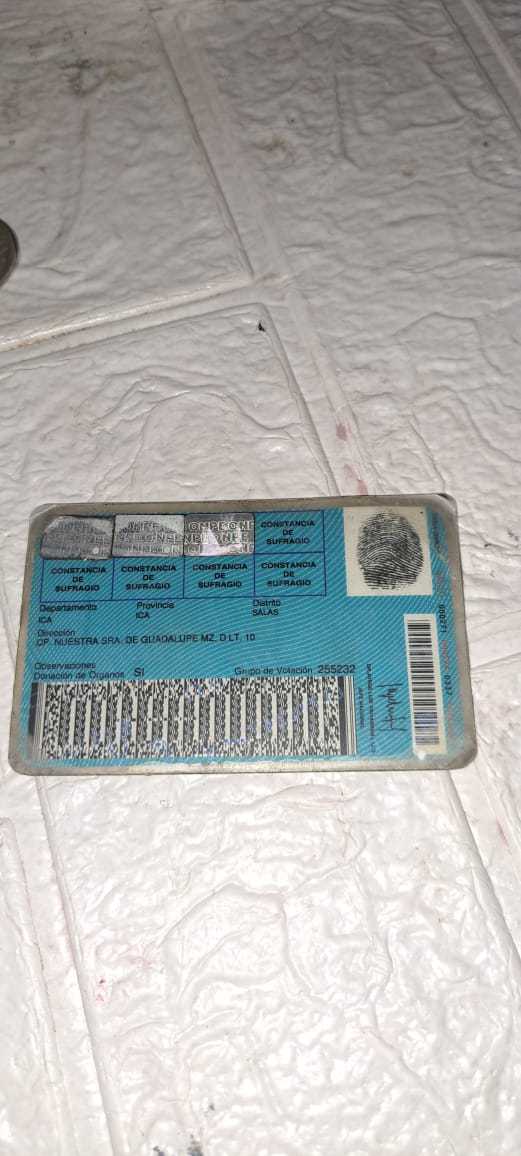 CONSTANCIA DE SUFRAGIO
CONSTANCIA DE SUFRAGIO
CONSTANCIA DE SUFRAGIO
CONSTANCIA DE SUFRAGIO
CONSTANCIA DE SUFRAGIO
Departamento Provincia Distrito
ICA ICA SALAS
Dirección
CP. NUESTRA SRA. DE GUADALUPE MZ. D LT. 10
Observaciones
Donación de Órganos SI Grupo de Votación 255232